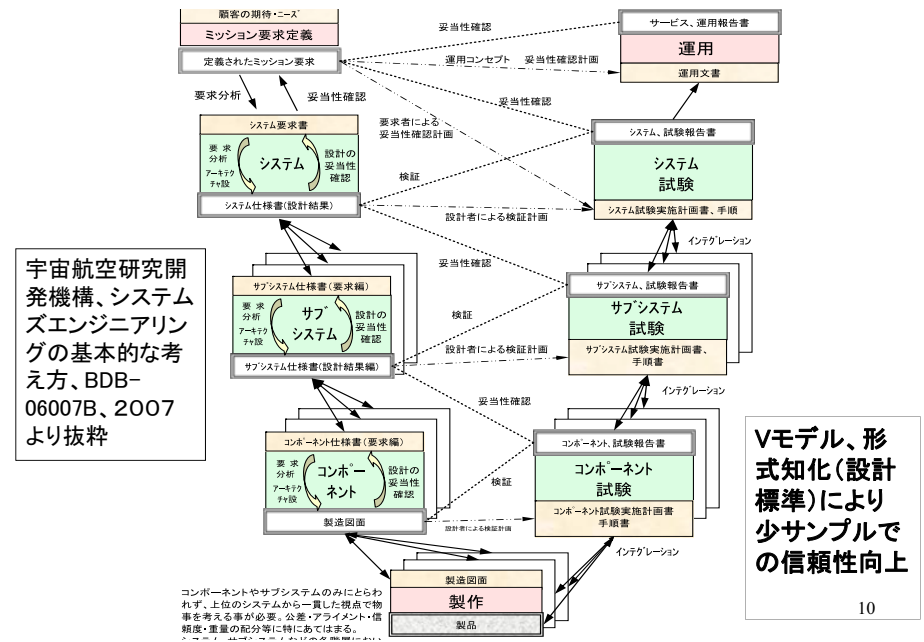 顧客の期待・ニーズ
ミッション要求定義
定義されたミッション要求
要求分析
妥当性確認
妥当性確認
運用コンセプト
妥当性確認計画
サービス、運用報告書
運用
運用文書
妥当性確認
要求者による
妥当性確認計画
システム要求書
要 求
分析
アーキテク
チャ設
システム
設計の
妥当性
確認
システム仕様書(設計結果)
検証
設計者による検証計画
システム、試験報告書
システム
試験
システム試験実施計画書、手順
インテグレーション
宇宙航空研究開
発機構、システム
ズエンジニアリン
グの基本的な考
え方、BDB-
06007B、2007
より抜粋
妥当性確認
サブシステム仕様書(要求編)
要 求
分析
アーキテク
チャ設
サブ
システム
設計の
妥当性
確認
サブシステム仕様書(設計結果編)
検証
設計者による検証計画
サブシステム、試験報告書
サブシステム
試験
サブシステム試験実施計画書、
手順書
インテグレーション
妥当性確認
コンポーネント仕様書(要求編)
要 求
分析
アーキテク
チャ設
コンポー
ネント
設計の
妥当性
確認
製造図面
検証
設計者による検証計画
コンポーネント、試験報告書
コンポーネント
試験
コンポーネント試験実施計画書
手順書
インテグレーション
Vモデル、形
式知化(設計
標準)により
少サンプルで
の信頼性向上
製造図面
製作
製品
コンポーネントやサブシステムのみにとらわ
れず、上位のシステムから一貫した視点で物
事を考える事が必要。公差・アライメント・信
頼度・重量の配分等に特にあてはまる。
システム、サブシステムなどの各階層におい
10